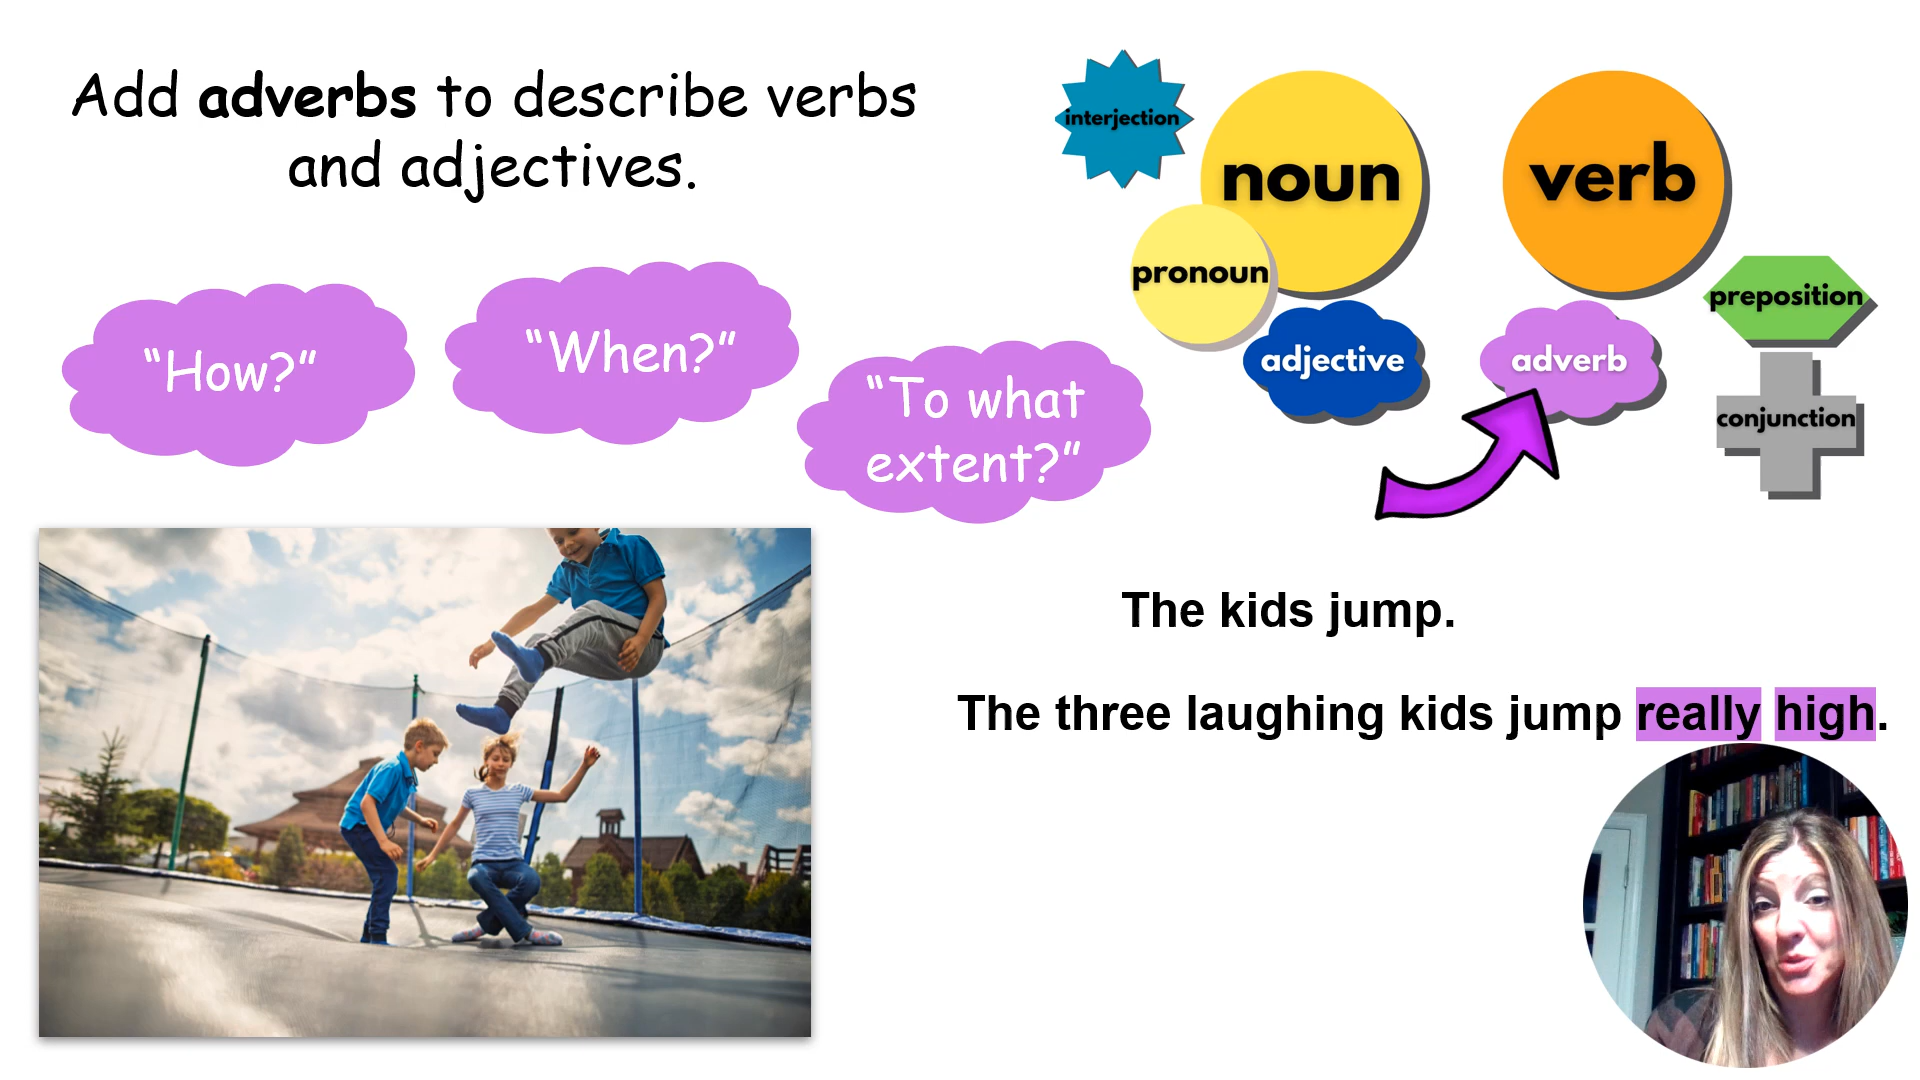 Add adverbs to describe verbs
and adjectives.
“How?”
“When?”
“To what
extent?”
interjection
noun
verb
pronoun
adjective
adverb
preposition
conjunction
The kids jump.
The three laughing kids jump really high.